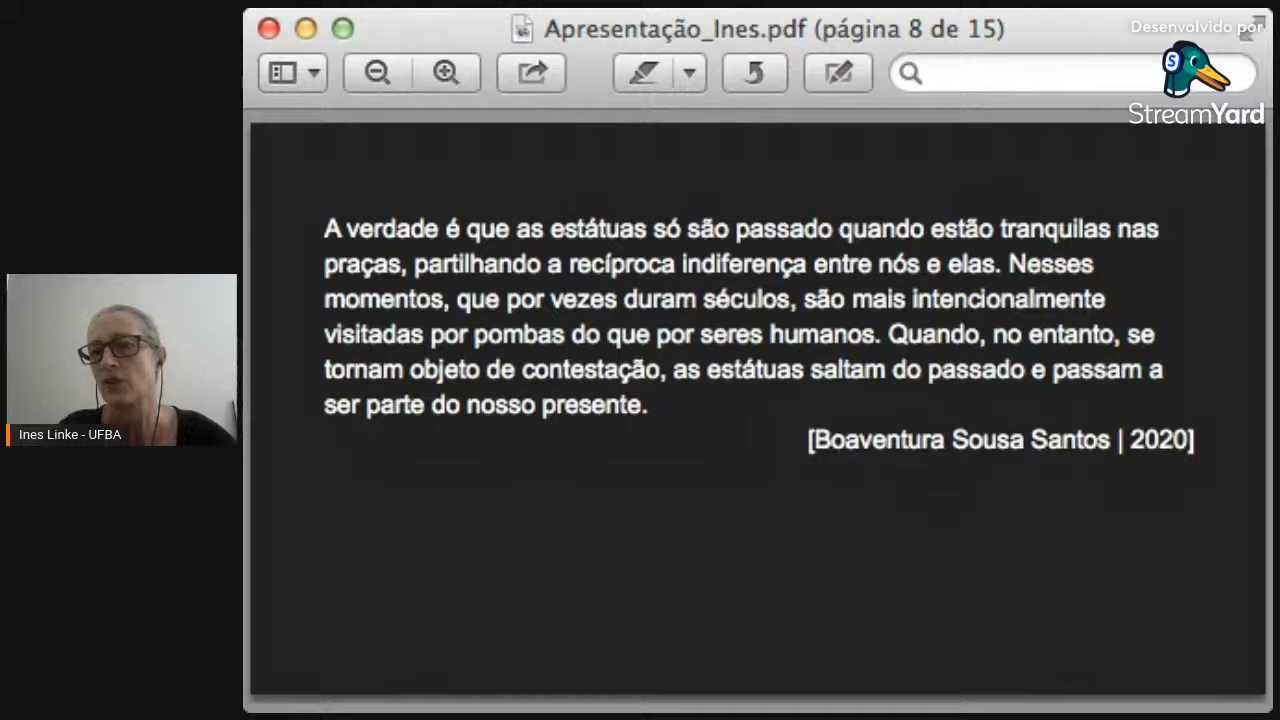 Apresentação_Ines.pdf (página 8 de 15)
Desenvolvido por
StreamYard
A verdade é que as estátuas só são passado quando estão tranquilas nas
praças, partilhando a recíproca indiferença entre nós e elas. Nesses
momentos, que por vezes duram séculos, são mais intencionalmente
visitadas por pombas do que por seres humanos. Quando, no entanto, se
tornam objeto de contestação, as estátuas saltam do passado e passam a
ser parte do nosso presente.
[Boaventura Sousa Santos | 2020]
Ines Linke - UFBA